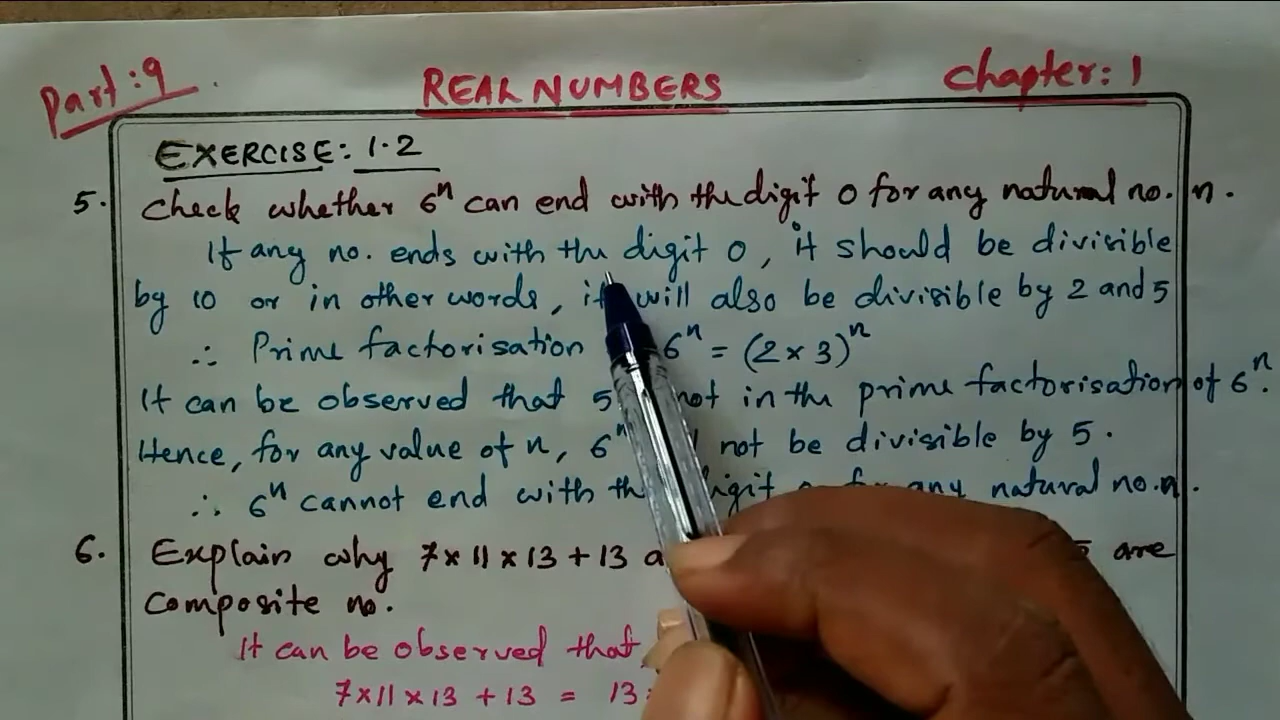 Part:9
REAL NUMBERS
Chapter: 1
EXERCISE: 1.2
5. Check whether 6ⁿ can end with the digit 0 for any natural no. n.
If any no. ends with the digit 0, it should be divisible
by 10 or in other words, it will also be divisible by 2 and 5
∴ Prime factorisation 6ⁿ = (2 × 3)ⁿ
It can be observed that 5 not in the prime factorisation of 6ⁿ.
Hence, for any value of n, 6ⁿ not be divisible by 5.
∴ 6ⁿ cannot end with the digit for any natural no. n.
6. Explain why 7 × 11 × 13 + 13 are
composite no.
It can be observed that
7 × 11 × 13 + 13 = 13